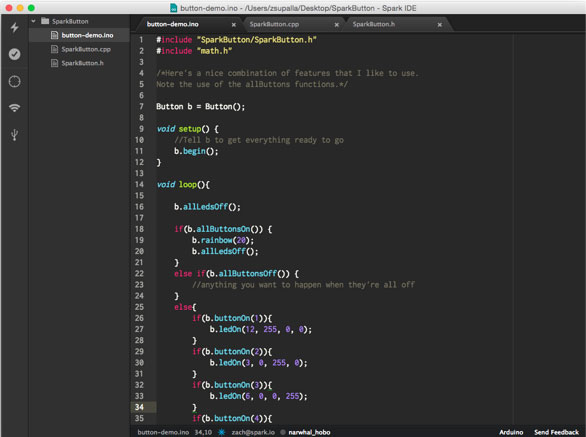 button-demo.ino - /Users/zsupalla/Desktop/SparkButton - Spark IDE
SparkButton
button-demo.ino
SparkButton.cpp
SparkButton.h
button-demo.ino
SparkButton.cpp
SparkButton.h
1 #include "SparkButton/SparkButton.h"
2 #include "math.h"
3
4 /*Here's a nice combination of features that I like to use.
5 Note the use of the allButtons functions.*/
6
7 Button b = Button();
8
9 void setup() {
10 //Tell b to get everything ready to go
11 b.begin();
12 }
13
14 void loop(){
15
16 b.allLedsOff();
17
18 if(b.allButtonsOn()) {
19 b.rainbow(20);
20 b.allLedsOff();
21 }
22 else if(b.allButtonsOff()) {
23 //anything you want to happen when they're all off
24 }
25 else{
26 if(b.buttonOn(1)){
27 b.ledOn(12, 255, 0, 0);
28 }
29 if(b.buttonOn(2)){
30 b.ledOn(3, 0, 255, 0);
31 }
32 if(b.buttonOn(3)){
33 b.ledOn(6, 0, 0, 255);
34 }
35 if(b.buttonOn(4)){
button-demo.ino 34,10 zach@spark.io narwhal_hobo Arduino Send Feedback